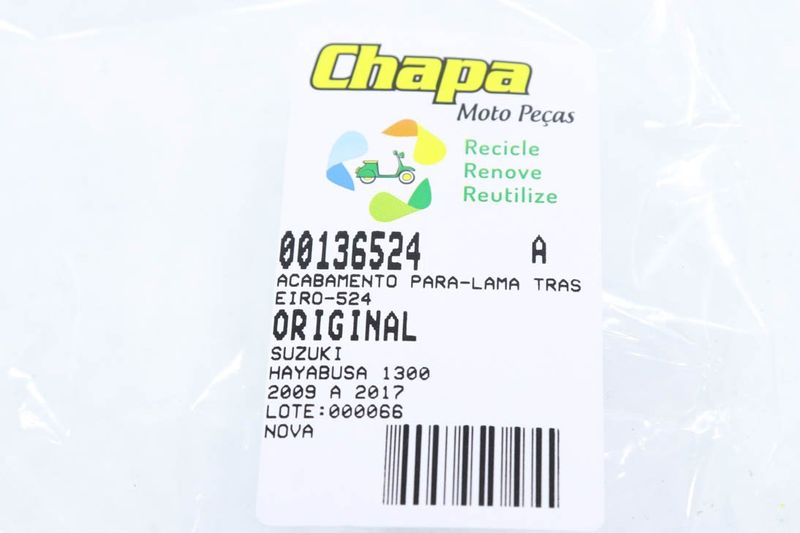 Chapa
Moto Peças
Recicle
Renove
Reutilize
00136524 A
ACABAMENTO PARA-LAMA TRAS
EIRO-524
ORIGINAL
SUZUKI
HAYABUSA 1300
2009 A 2017
LOTE:000066
NOVA